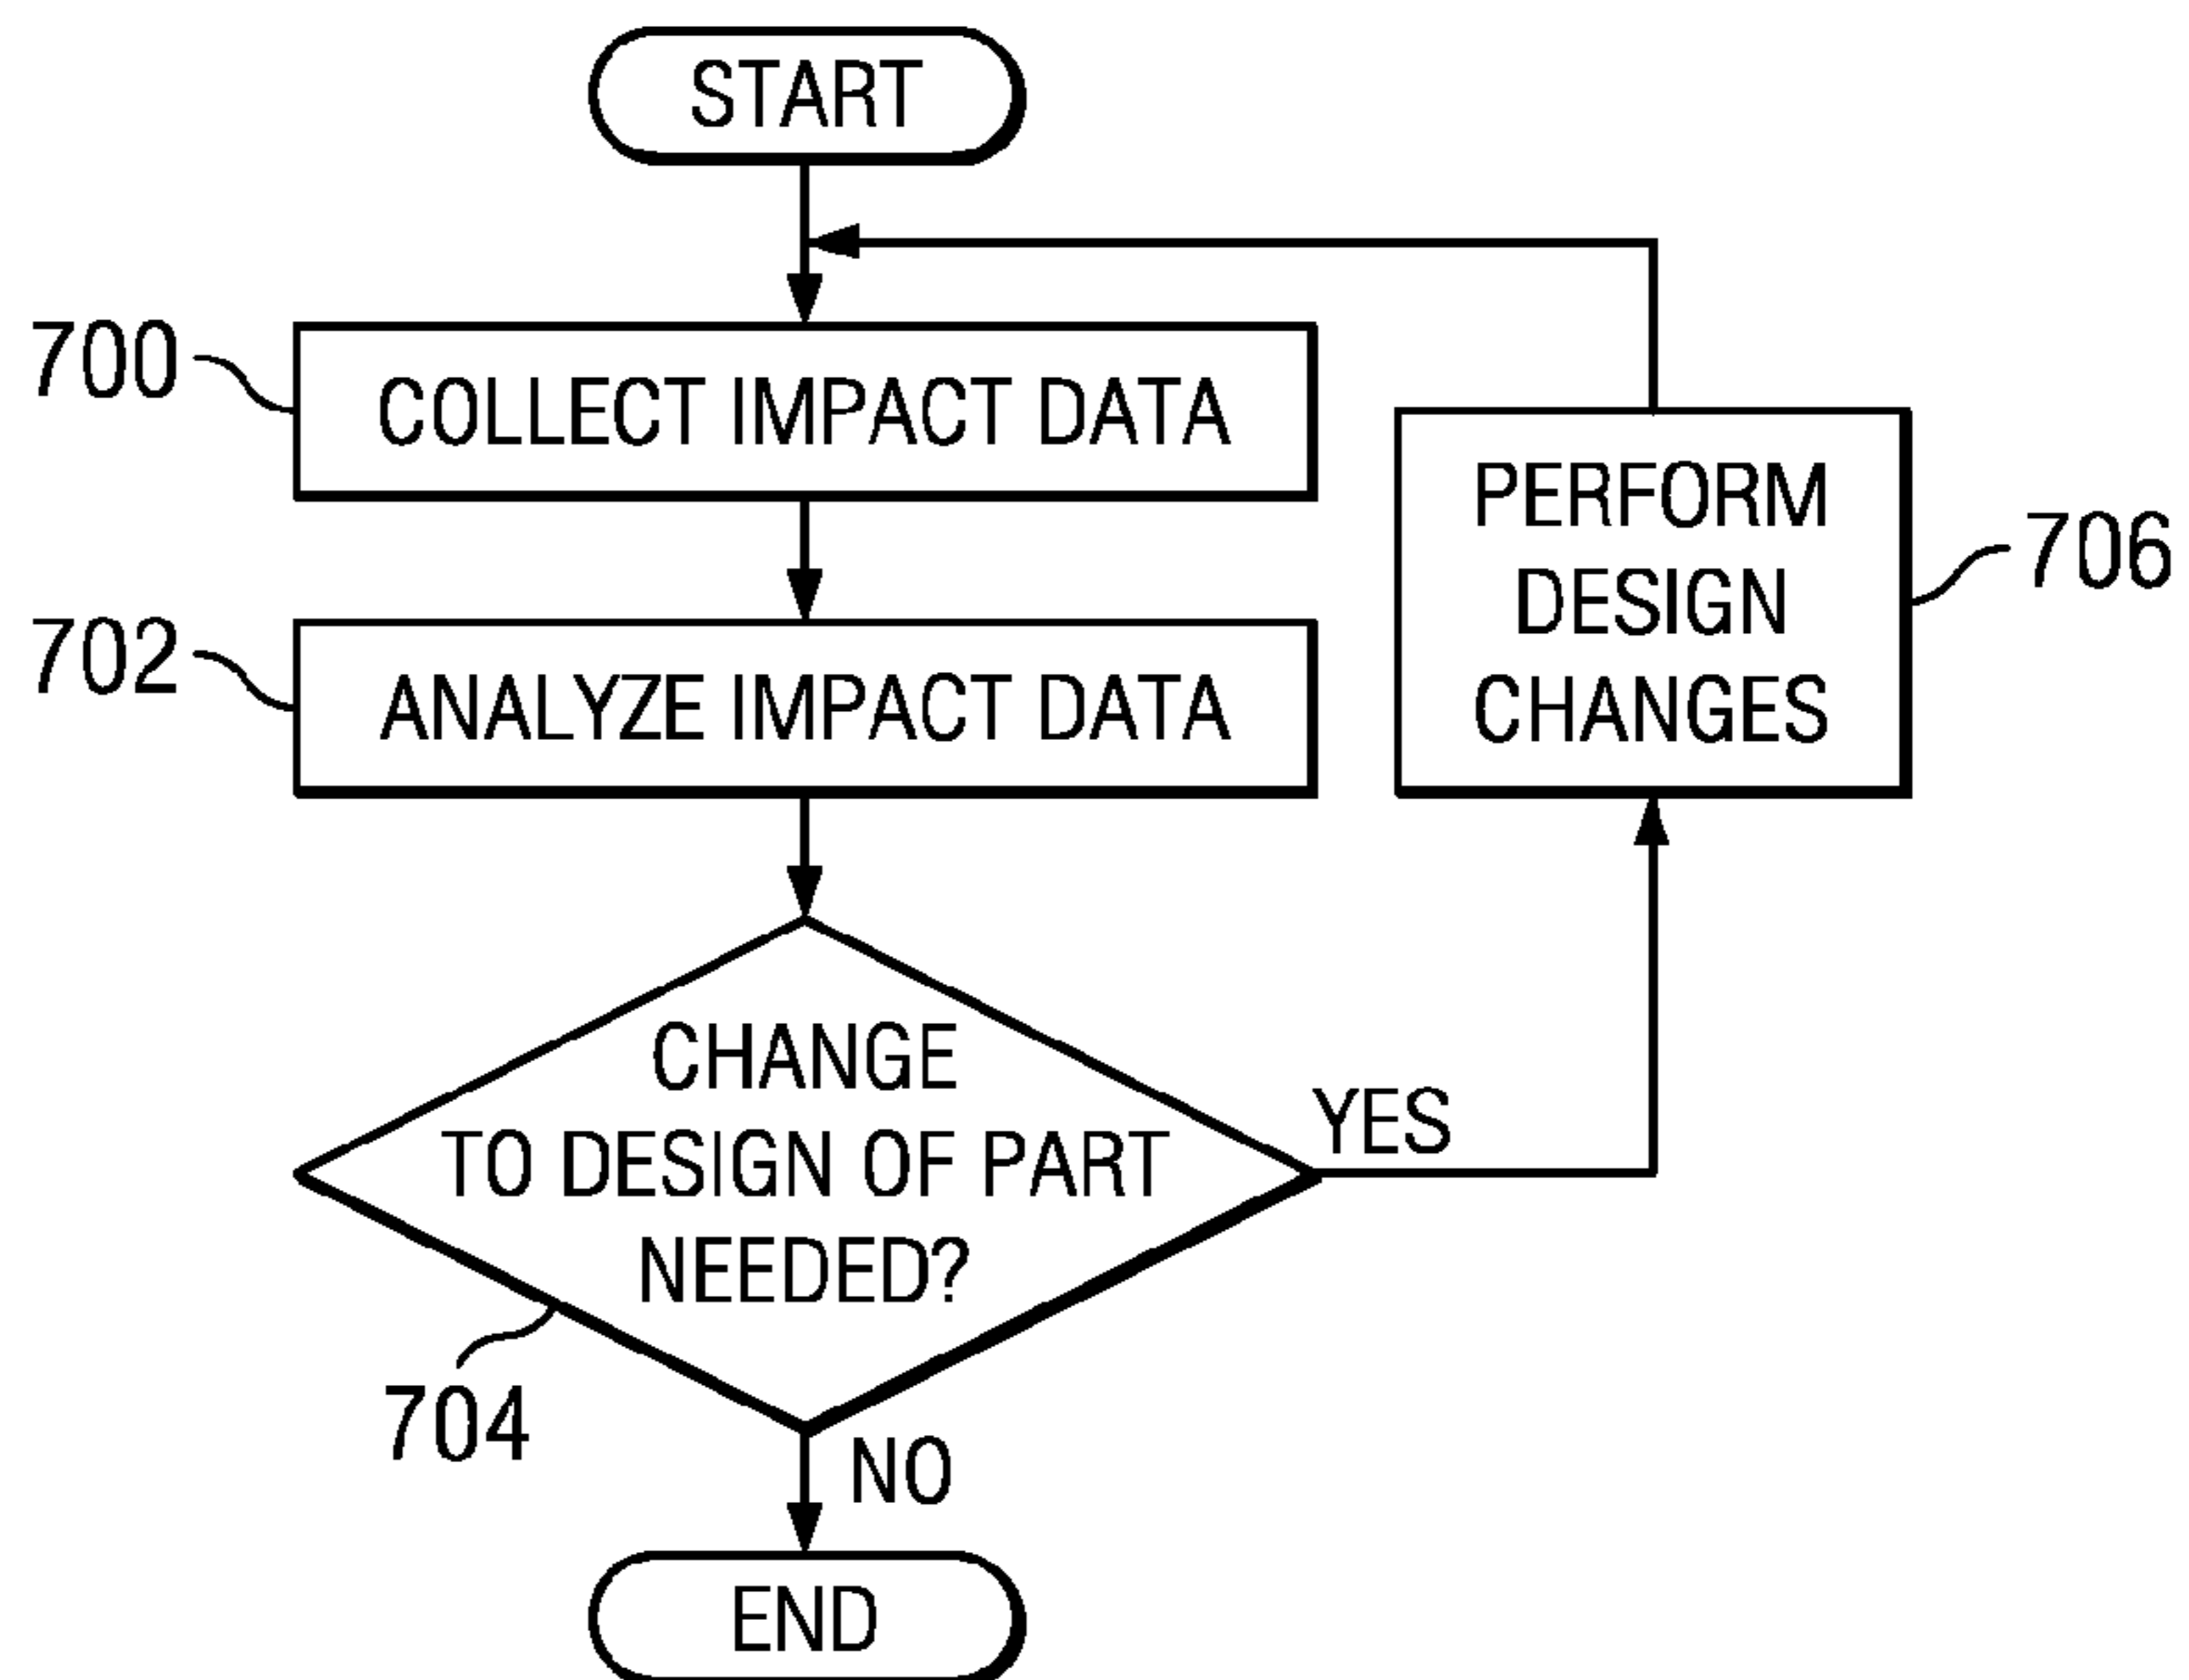 START
700
COLLECT IMPACT DATA
702
ANALYZE IMPACT DATA
PERFORM
DESIGN
CHANGES
706
CHANGE
TO DESIGN OF PART
NEEDED?
YES
704
NO
END